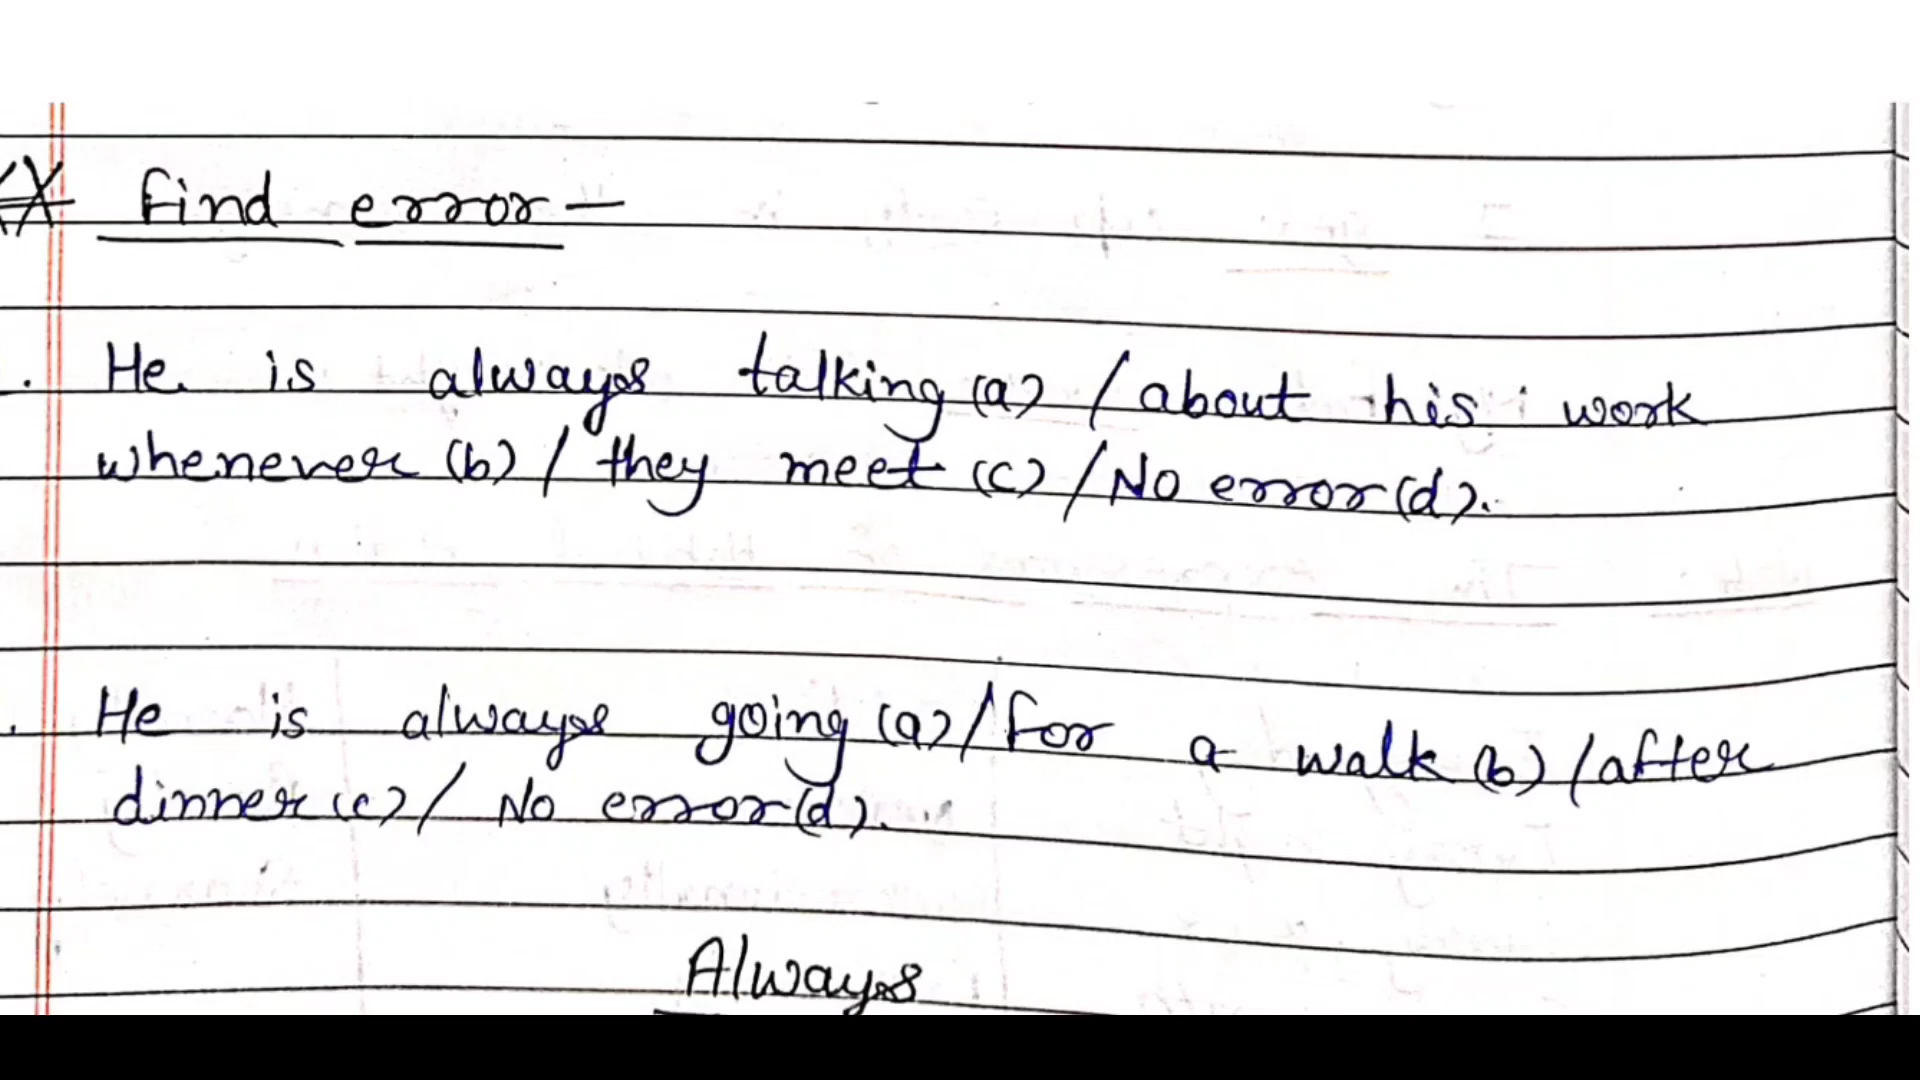 Find error-
He is always talking (a) / about his work
whenever (b) / they meet (c) / No error (d).
He is always going (a) / for a walk (b) / after
dinner (c) / No error (d).
Always